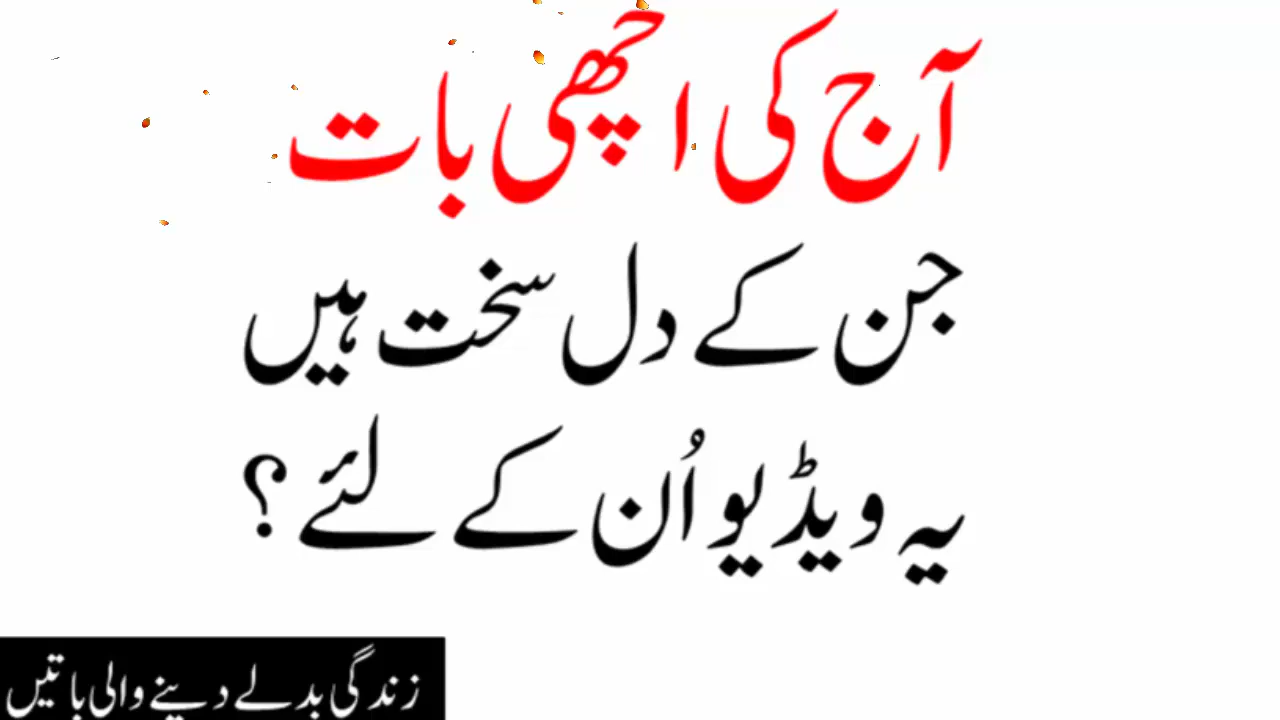 آج کی اچھی بات
جن کے دل سخت ہیں
یہ ویڈیو اُن کے لئے ؟
زندگی بدلے دینے والی باتیں